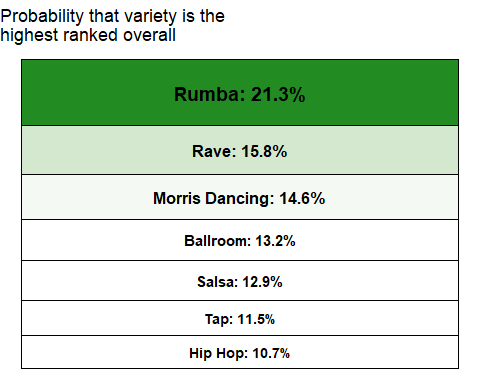 Probability that variety is the
highest ranked overall
Rumba: 21.3%
Rave: 15.8%
Morris Dancing: 14.6%
Ballroom: 13.2%
Salsa: 12.9%
Tap: 11.5%
Hip Hop: 10.7%